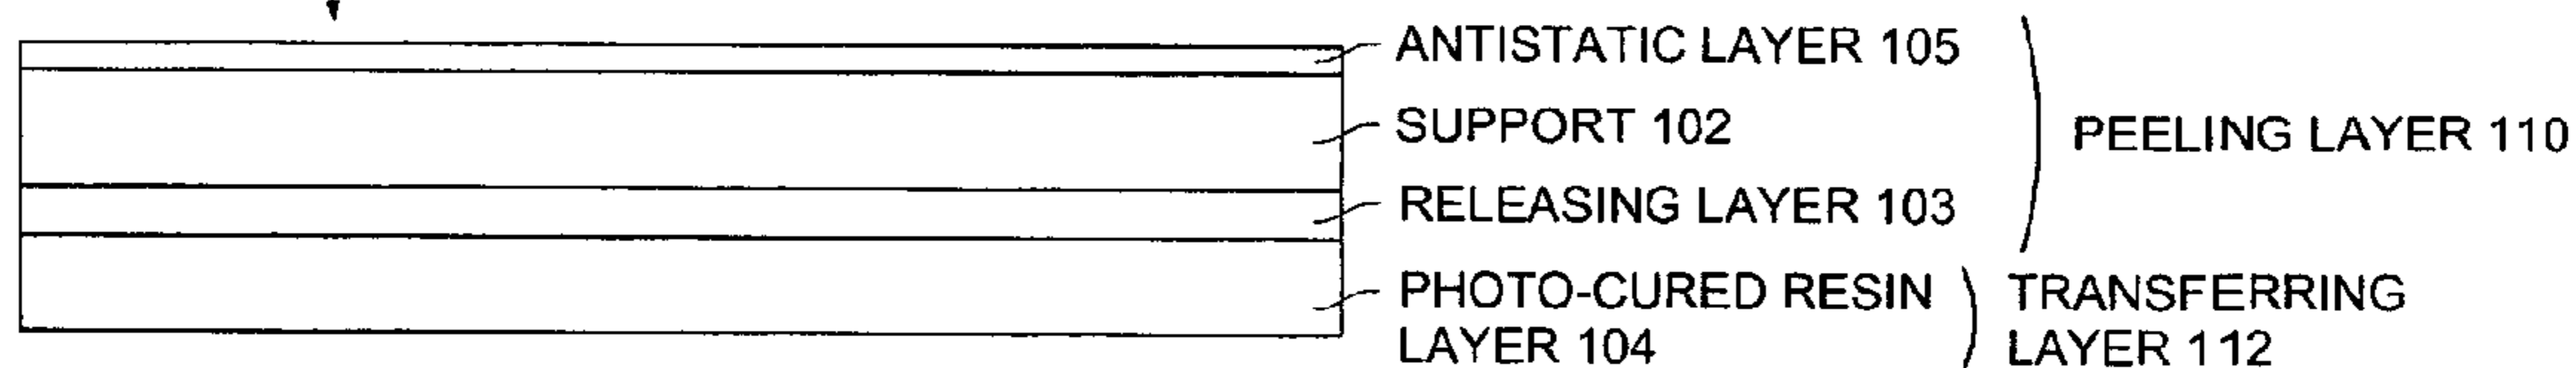 ANTISTATIC LAYER 105
SUPPORT 102
PEELING LAYER 110
RELEASING LAYER 103
PHOTO-CURED RESIN
LAYER 104
TRANSFERRING
LAYER 112